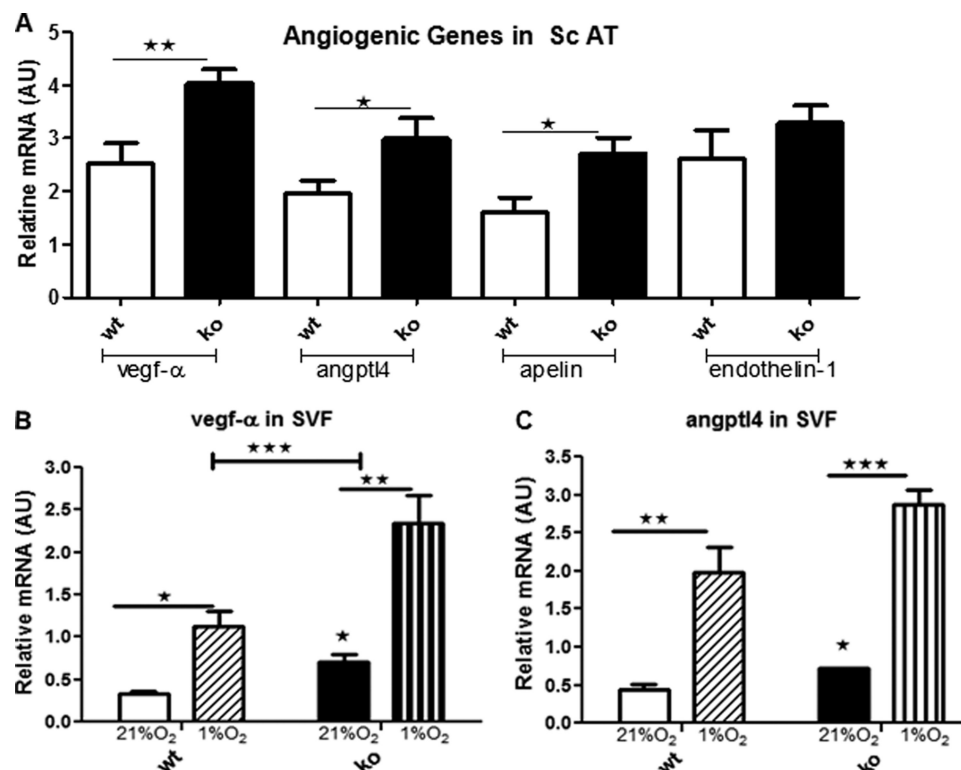 A
Angiogenic Genes in Sc AT
Relatine mRNA (AU)
5
4
3
2
1
0
★★
★
★
wt
ko
wt
ko
wt
ko
wt
ko
vegf-α
angptl4
apelin
endothelin-1
B
vegf-α in SVF
Relative mRNA (AU)
3.0
2.5
2.0
1.5
1.0
0.5
0.0
★★★
★★
★
★
21%O₂
1%O₂
21%O₂
1%O₂
wt
ko
C
angptl4 in SVF
Relative mRNA (AU)
3.5
3.0
2.5
2.0
1.5
1.0
0.5
0.0
★★★
★★
★
21%O₂
1%O₂
21%O₂
1%O₂
wt
ko